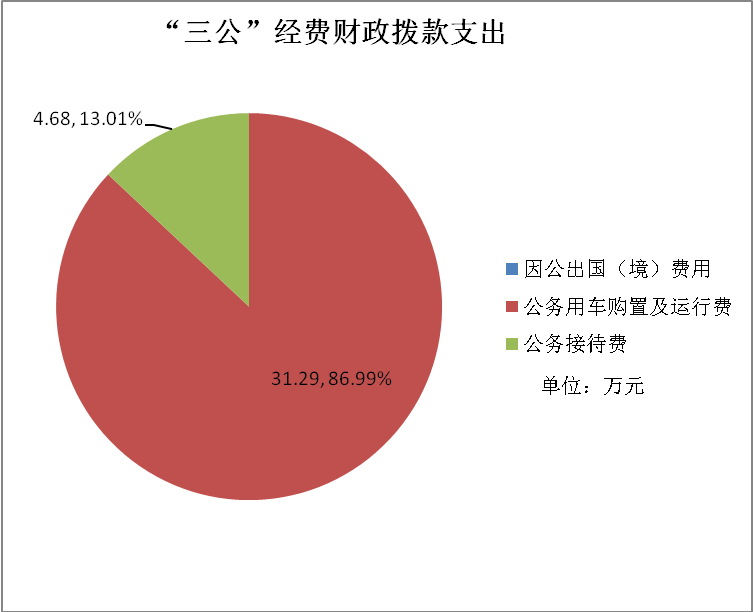 “三公”经费财政拨款支出
4.68, 13.01%
31.29, 86.99%
因公出国（境）费用
公务用车购置及运行费
公务接待费
单位：万元